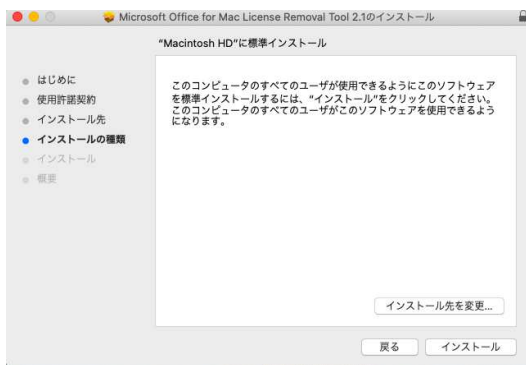 Microsoft Office for Mac License Removal Tool 2.1のインストール
"Macintosh HD"に標準インストール
はじめに
使用許諾契約
インストール先
インストールの種類
インストール
概要
このコンピュータのすべてのユーザが使用できるようにこのソフトウェア
を標準インストールするには、"インストール"をクリックしてください。
このコンピュータのすべてのユーザがこのソフトウェアを使用できるよう
になります。
インストール先を変更...
戻る
インストール